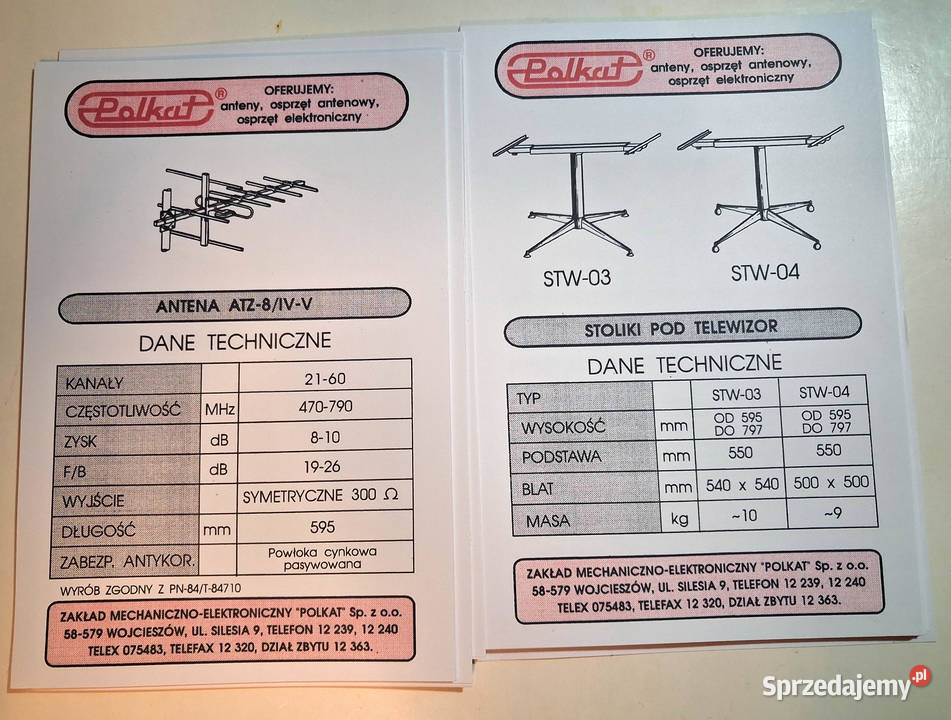 Polkat®
OFERUJEMY:
anteny, osprzęt antenowy,
osprzęt elektroniczny
ANTENA ATZ-8/IV-V
DANE TECHNICZNE
KANAŁY 21-60
CZĘSTOTLIWOŚĆ MHz 470-790
ZYSK dB 8-10
F/B dB 19-26
WYJŚCIE SYMETRYCZNE 300 Ω
DŁUGOŚĆ mm 595
ZABEZP. ANTYKOR. Powłoka cynkowa
pasywowana
WYRÓB ZGODNY Z PN-84/T-84710
ZAKŁAD MECHANICZNO-ELEKTRONICZNY "POLKAT" Sp. z o.o.
58-579 WOJCIESZÓW, UL. SILESIA 9, TELEFON 12 239, 12 240
TELEX 075483, TELEFAX 12 320, DZIAŁ ZBYTU 12 363.
Polkat®
OFERUJEMY:
anteny, osprzęt antenowy,
osprzęt elektroniczny
STW-03 STW-04
STOLIKI POD TELEWIZOR
DANE TECHNICZNE
TYP STW-03 STW-04
WYSOKOŚĆ mm OD 595 OD 595
DO 797 DO 797
PODSTAWA mm 550 550
BLAT mm 540 x 540 500 x 500
MASA kg ~10 ~9
ZAKŁAD MECHANICZNO-ELEKTRONICZNY "POLKAT" Sp. z o.o.
58-579 WOJCIESZÓW, UL. SILESIA 9, TELEFON 12 239, 12 240
TELEX 075483, TELEFAX 12 320, DZIAŁ ZBYTU 12 363.
Sprzedajemy.pl